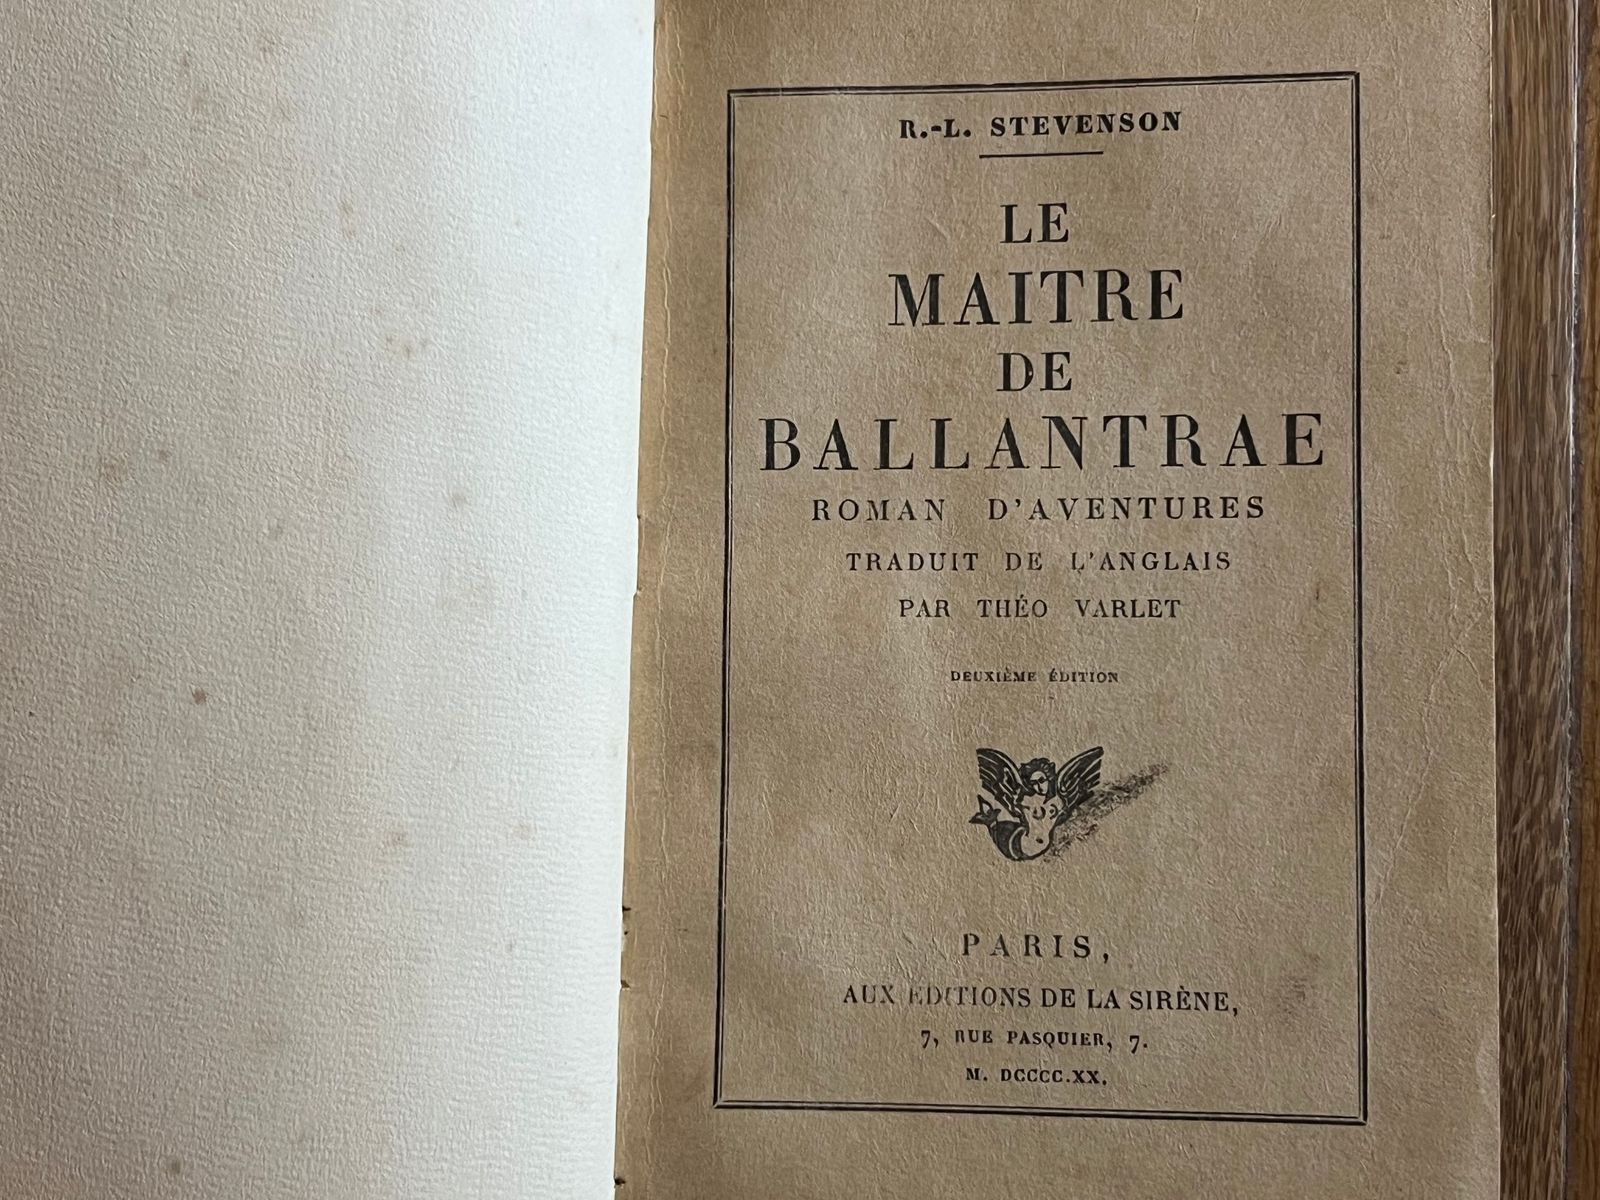 R.-L. STEVENSON
LE
MAITRE
DE
BALLANTRAE
ROMAN D'AVENTURES
TRADUIT DE L'ANGLAIS
PAR THÉO VARLET
DEUXIÈME ÉDITION
PARIS,
AUX EDITIONS DE LA SIRÈNE,
7, RUE PASQUIER, 7.
M. DCCCC.XX.